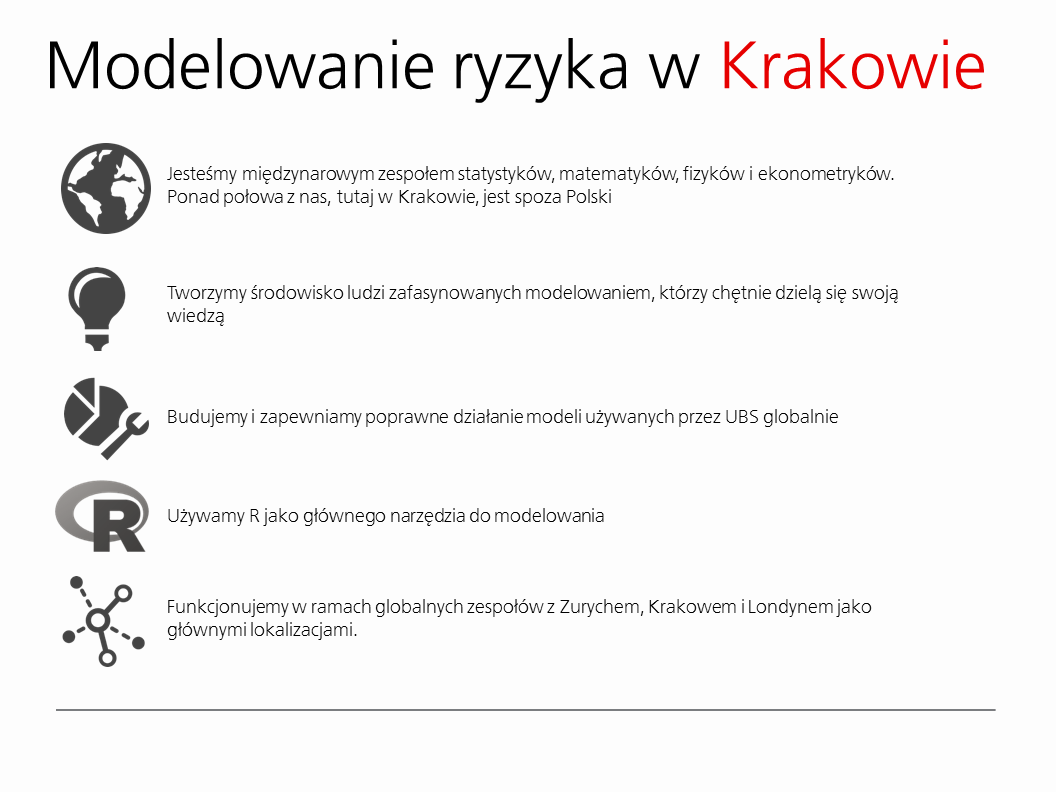 Modelowanie ryzyka w Krakowie
Jesteśmy międzynarowym zespołem statystyków, matematyków, fizyków i ekonometryków.
Ponad połowa z nas, tutaj w Krakowie, jest spoza Polski
Tworzymy środowisko ludzi zafasynowanych modelowaniem, którzy chętnie dzielą się swoją
wiedzą
Budujemy i zapewniamy poprawne działanie modeli używanych przez UBS globalnie
R
Używamy R jako głównego narzędzia do modelowania
Funkcjonujemy w ramach globalnych zespołów z Zurychem, Krakowem i Londynem jako
głównymi lokalizacjami.